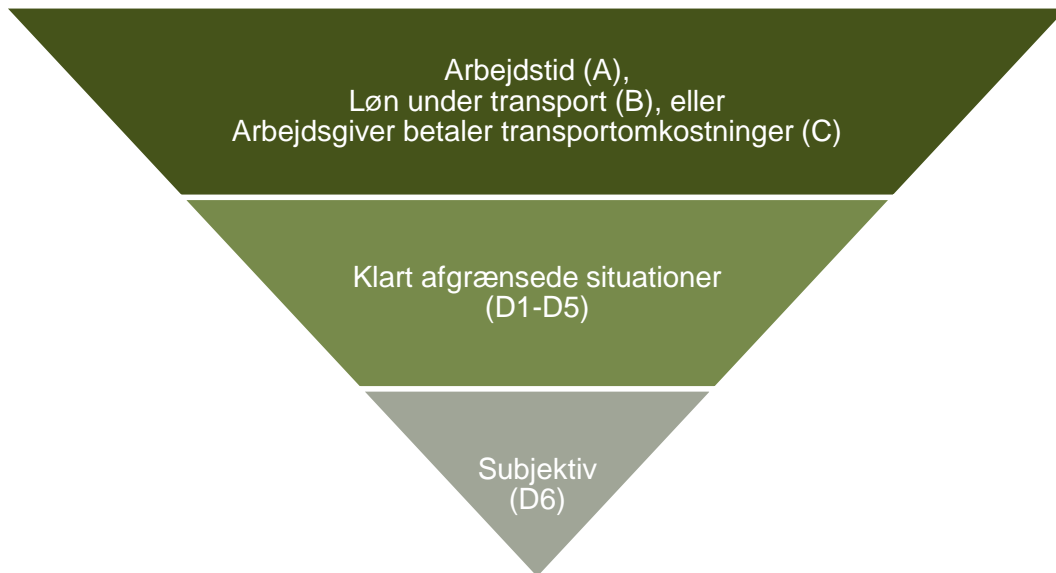 Arbejdstid (A),
Løn under transport (B), eller
Arbejdsgiver betaler transportomkostninger (C)
Klart afgrænsede situationer
(D1-D5)
Subjektiv
(D6)